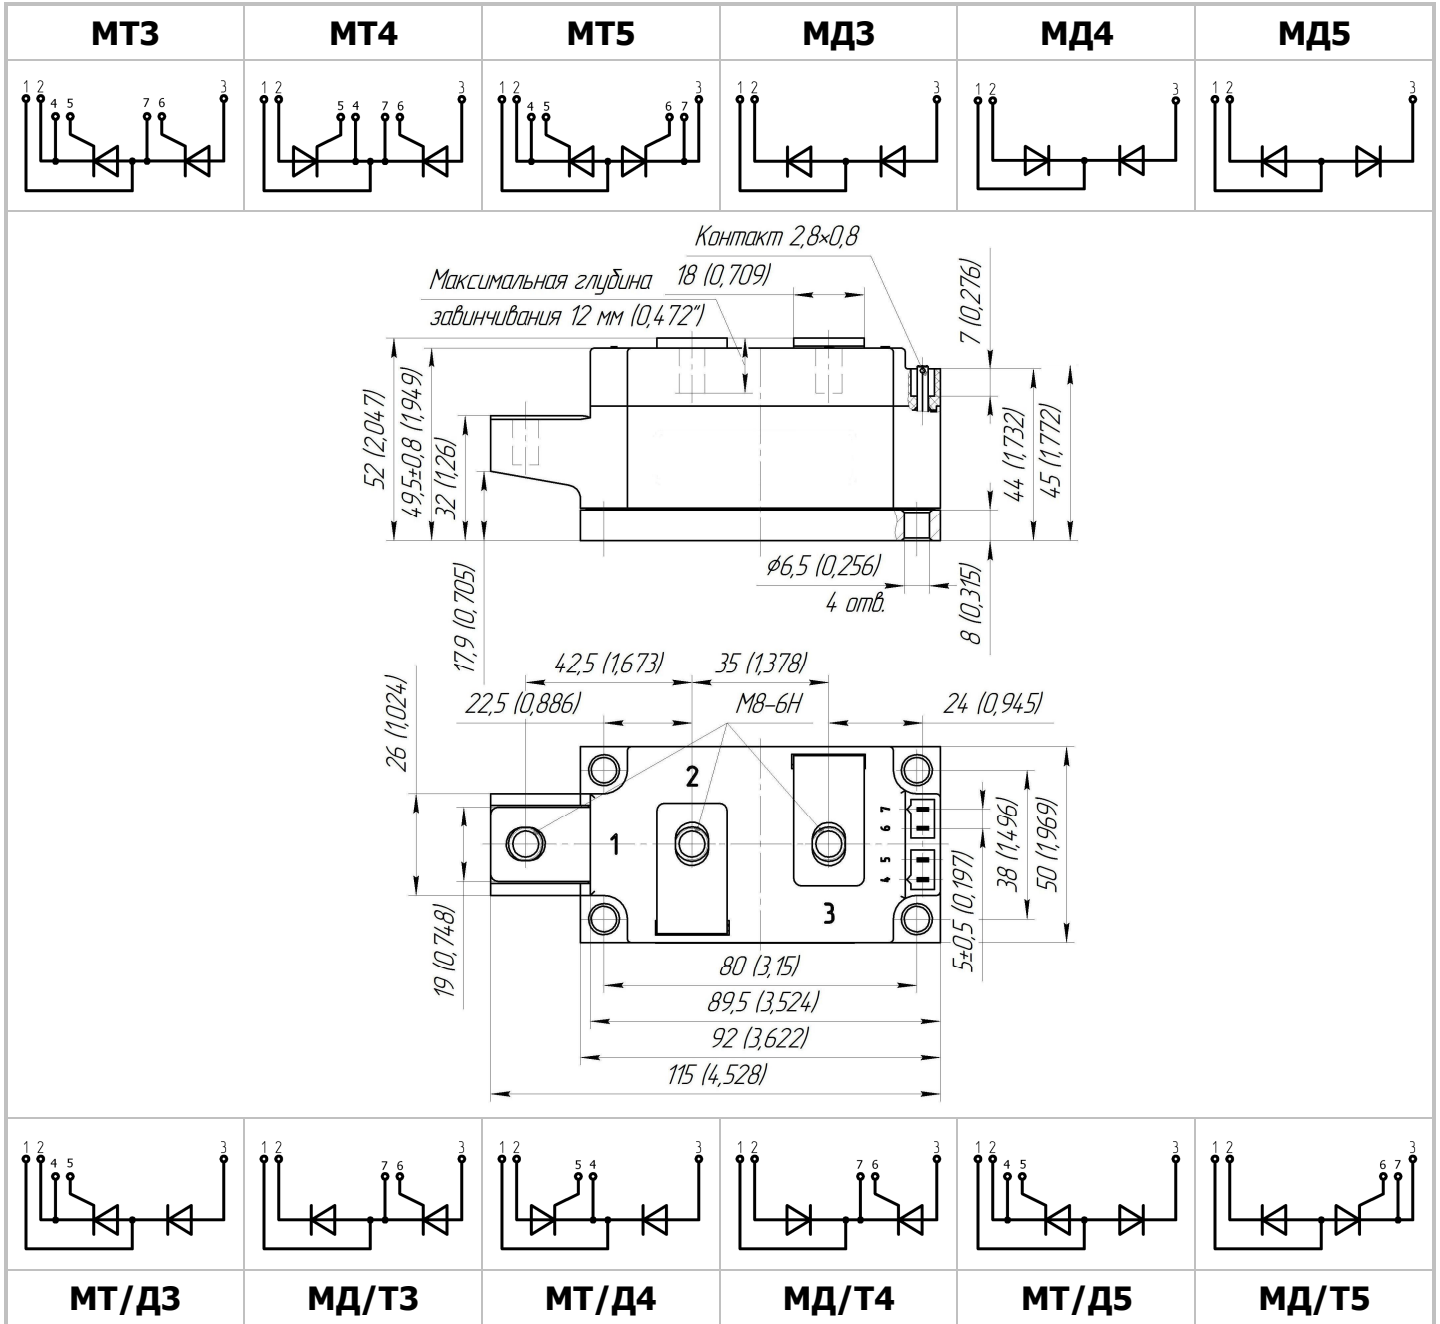 МТ3 МТ4 МТ5 МД3 МД4 МД5
1 2 4 5 7 6 3
1 2 5 4 7 6 3
1 2 4 5 6 7 3
1 2 3
1 2 3
1 2 3
Контакт 2,8×0,8
Максимальная глубина
завинчивания 12 мм (0,472")
18 (0,709)
7 (0,276)
52 (2,047)
49,5±0,8 (1,949)
32 (1,26)
44 (1,732)
45 (1,772)
17,9 (0,705)
ϕ6,5 (0,256)
4 отв.
8 (0,315)
42,5 (1,673)
35 (1,378)
22,5 (0,886)
М8–6Н
24 (0,945)
26 (1,024)
2
1
3
7
6
5
4
19 (0,748)
5±0,5 (0,197)
38 (1,496)
50 (1,969)
80 (3,15)
89,5 (3,524)
92 (3,622)
115 (4,528)
1 2 4 5 3
1 2 7 6 3
1 2 5 4 3
1 2 7 6 3
1 2 4 5 3
1 2 6 7 3
МТ/Д3 МД/Т3 МТ/Д4 МД/Т4 МТ/Д5 МД/Т5